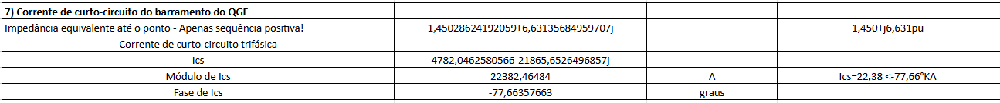 7) Corrente de curto-circuito do barramento do QGF
Impedância equivalente até o ponto - Apenas sequência positiva! 1,45028624192059+6,63135684959707j 1,450+j6,631pu
Corrente de curto-circuito trifásica
Ics 4782,0462580566-21865,6526496857j
Módulo de Ics 22382,46484 A Ics=22,38 <-77,66°KA
Fase de Ics -77,66357663 graus